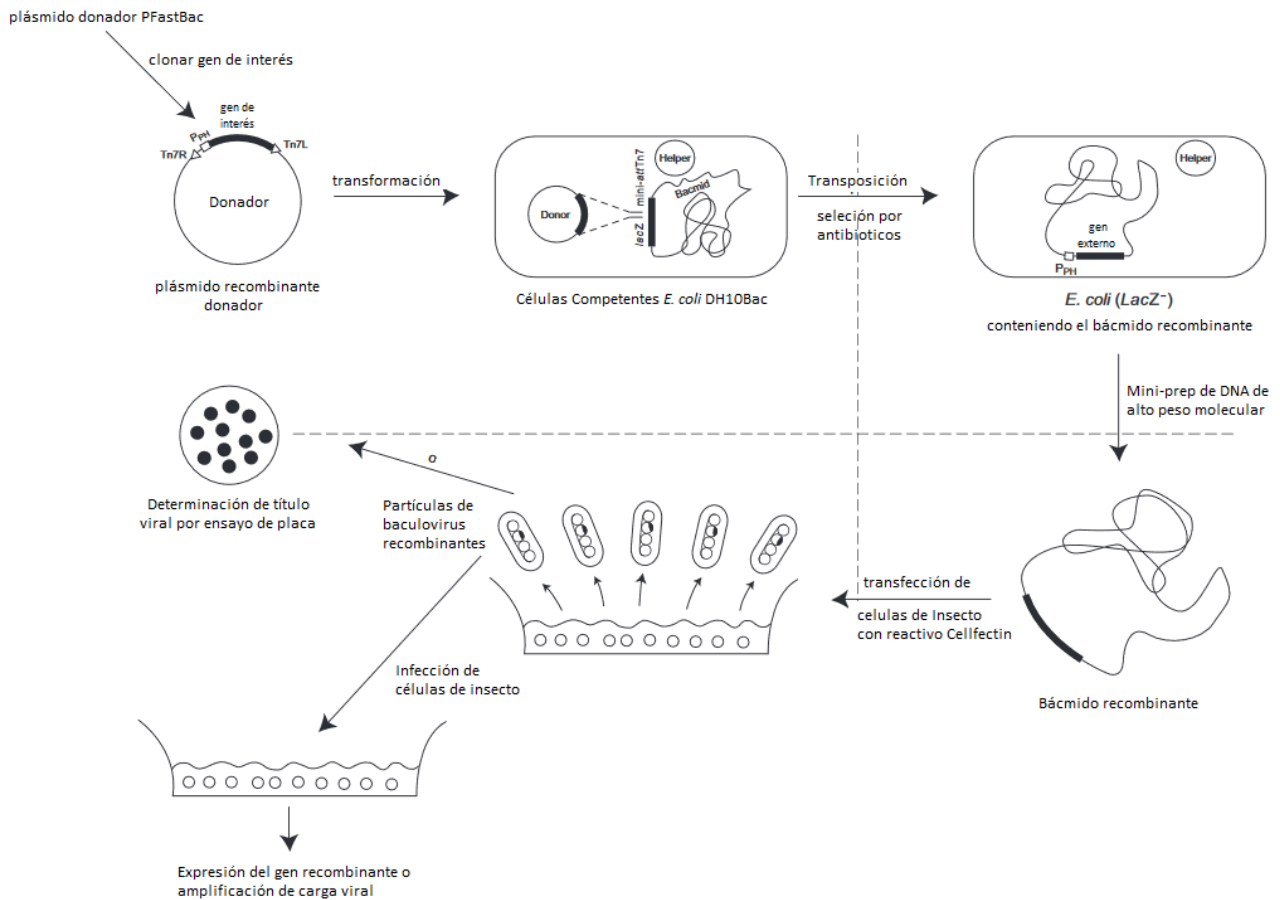 plásmido donador PFastBac
clonar gen de interés
gen de
interés
PPH
Tn7R
Tn7L
Donador
plásmido recombinante
donador
transformación
Helper
mini-attTn7
lacZ
Bacmid
Donor
Células Competentes E. coli DH10Bac
Transposición
seleción por
antibioticos
Helper
gen
externo
PPH
E. coli (LacZ⁻)
conteniendo el bácmido recombinante
Mini-prep de DNA de
alto peso molecular
Bácmido recombinante
transfección de
celulas de Insecto
con reactivo Cellfectin
Partículas de
baculovirus
recombinantes
o
Determinación de título
viral por ensayo de placa
Infección de
células de insecto
Expresión del gen recombinante o
amplificación de carga viral